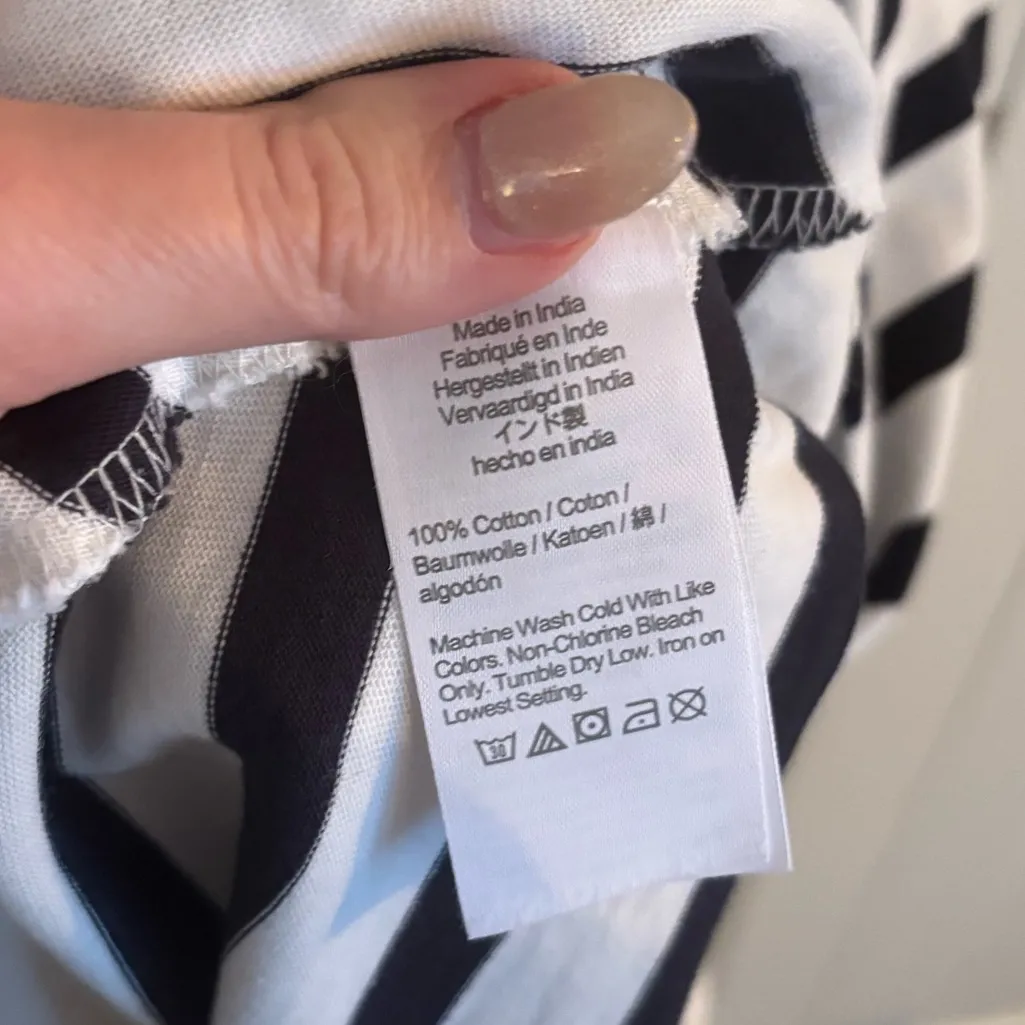 Made in India
Fabriqué en Inde
Hergestellt in Indien
Vervaardigd in India
インド製
hecho en india
100% Cotton / Coton /
Baumwolle / Katoen / 綿 /
algodón
Machine Wash Cold With Like
Colors. Non-Chlorine Bleach
Only. Tumble Dry Low. Iron on
Lowest Setting.
30